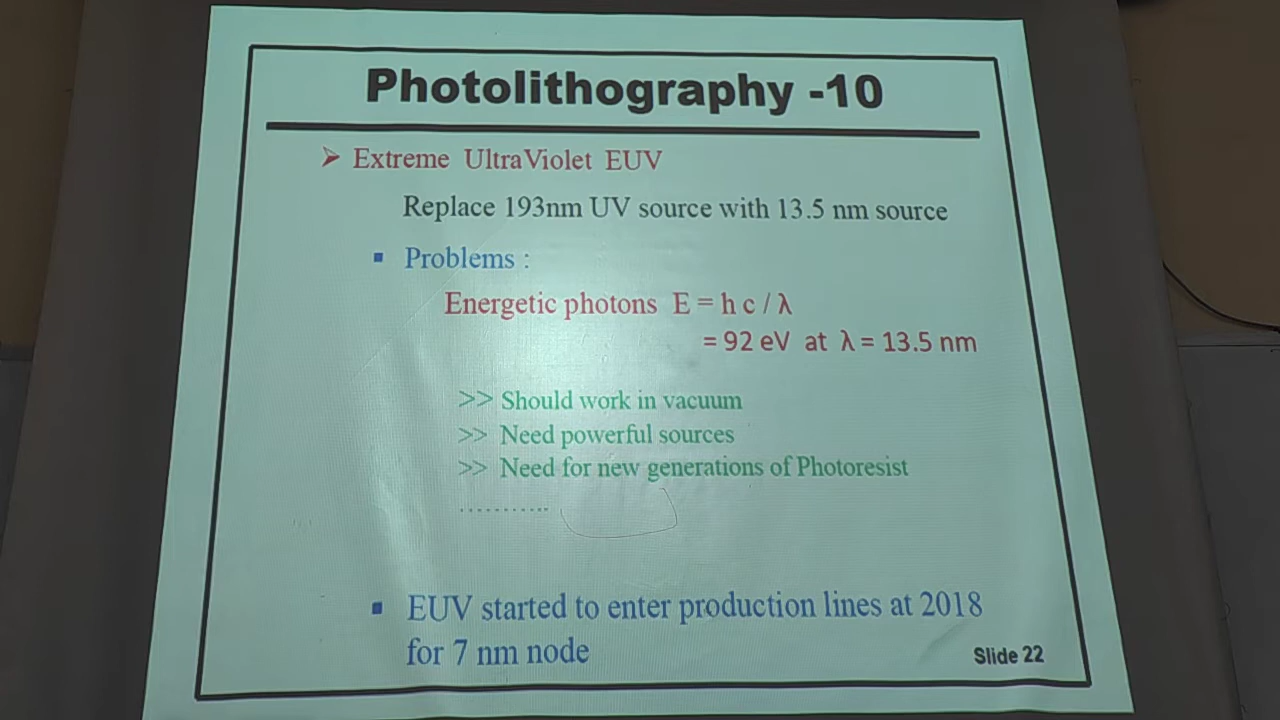 Photolithography -10
➢ Extreme UltraViolet EUV
Replace 193nm UV source with 13.5 nm source
▪ Problems :
Energetic photons E = h c / λ
= 92 eV at λ = 13.5 nm
>> Should work in vacuum
>> Need powerful sources
>> Need for new generations of Photoresist
...........
▪ EUV started to enter production lines at 2018
for 7 nm node
Slide 22